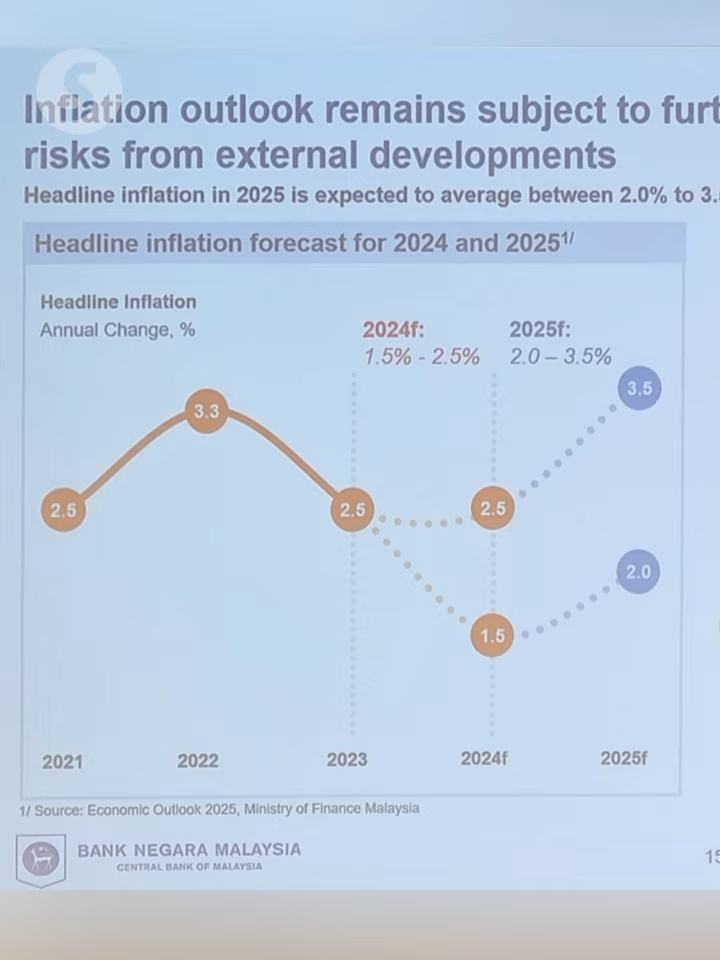 S
Inflation outlook remains subject to furt
risks from external developments
Headline inflation in 2025 is expected to average between 2.0% to 3.
Headline inflation forecast for 2024 and 2025¹/
Headline Inflation
Annual Change, %
2024f:
1.5% - 2.5%
2025f:
2.0 – 3.5%
3.5
3.3
2.5
2.5
2.5
2.0
1.5
2021
2022
2023
2024f
2025f
1/ Source: Economic Outlook 2025, Ministry of Finance Malaysia
BANK NEGARA MALAYSIA
CENTRAL BANK OF MALAYSIA
15